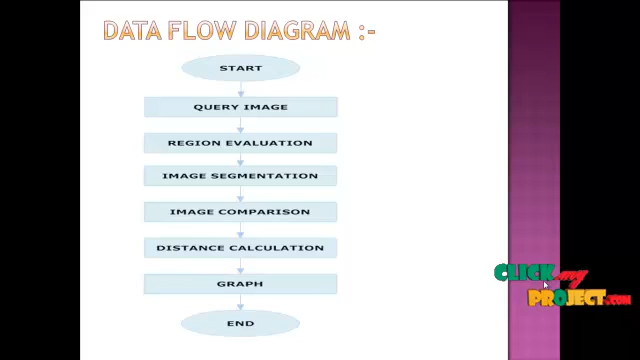 DATA FLOW DIAGRAM :-
START
QUERY IMAGE
REGION EVALUATION
IMAGE SEGMENTATION
IMAGE COMPARISON
DISTANCE CALCULATION
GRAPH
END
CLICK my
PROJECT.COM